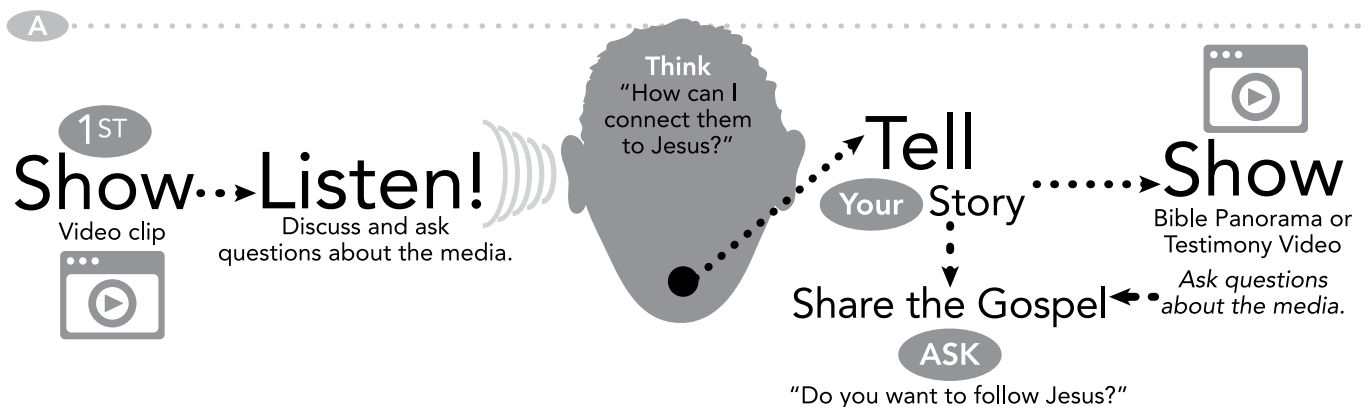 A
1ST
Show
Video clip
Listen!
Discuss and ask
questions about the media.
Think
"How can I
connect them
to Jesus?"
Tell
Your Story
Show
Bible Panorama or
Testimony Video
Ask questions
about the media.
Share the Gospel
ASK
"Do you want to follow Jesus?"